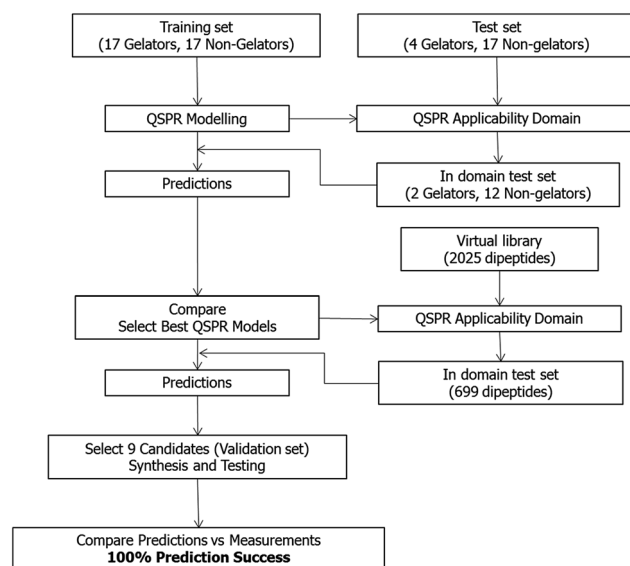 Training set
(17 Gelators, 17 Non-Gelators)
Test set
(4 Gelators, 17 Non-gelators)
QSPR Modelling
QSPR Applicability Domain
Predictions
In domain test set
(2 Gelators, 12 Non-gelators)
Virtual library
(2025 dipeptides)
Compare
Select Best QSPR Models
QSPR Applicability Domain
Predictions
In domain test set
(699 dipeptides)
Select 9 Candidates (Validation set)
Synthesis and Testing
Compare Predictions vs Measurements
100% Prediction Success